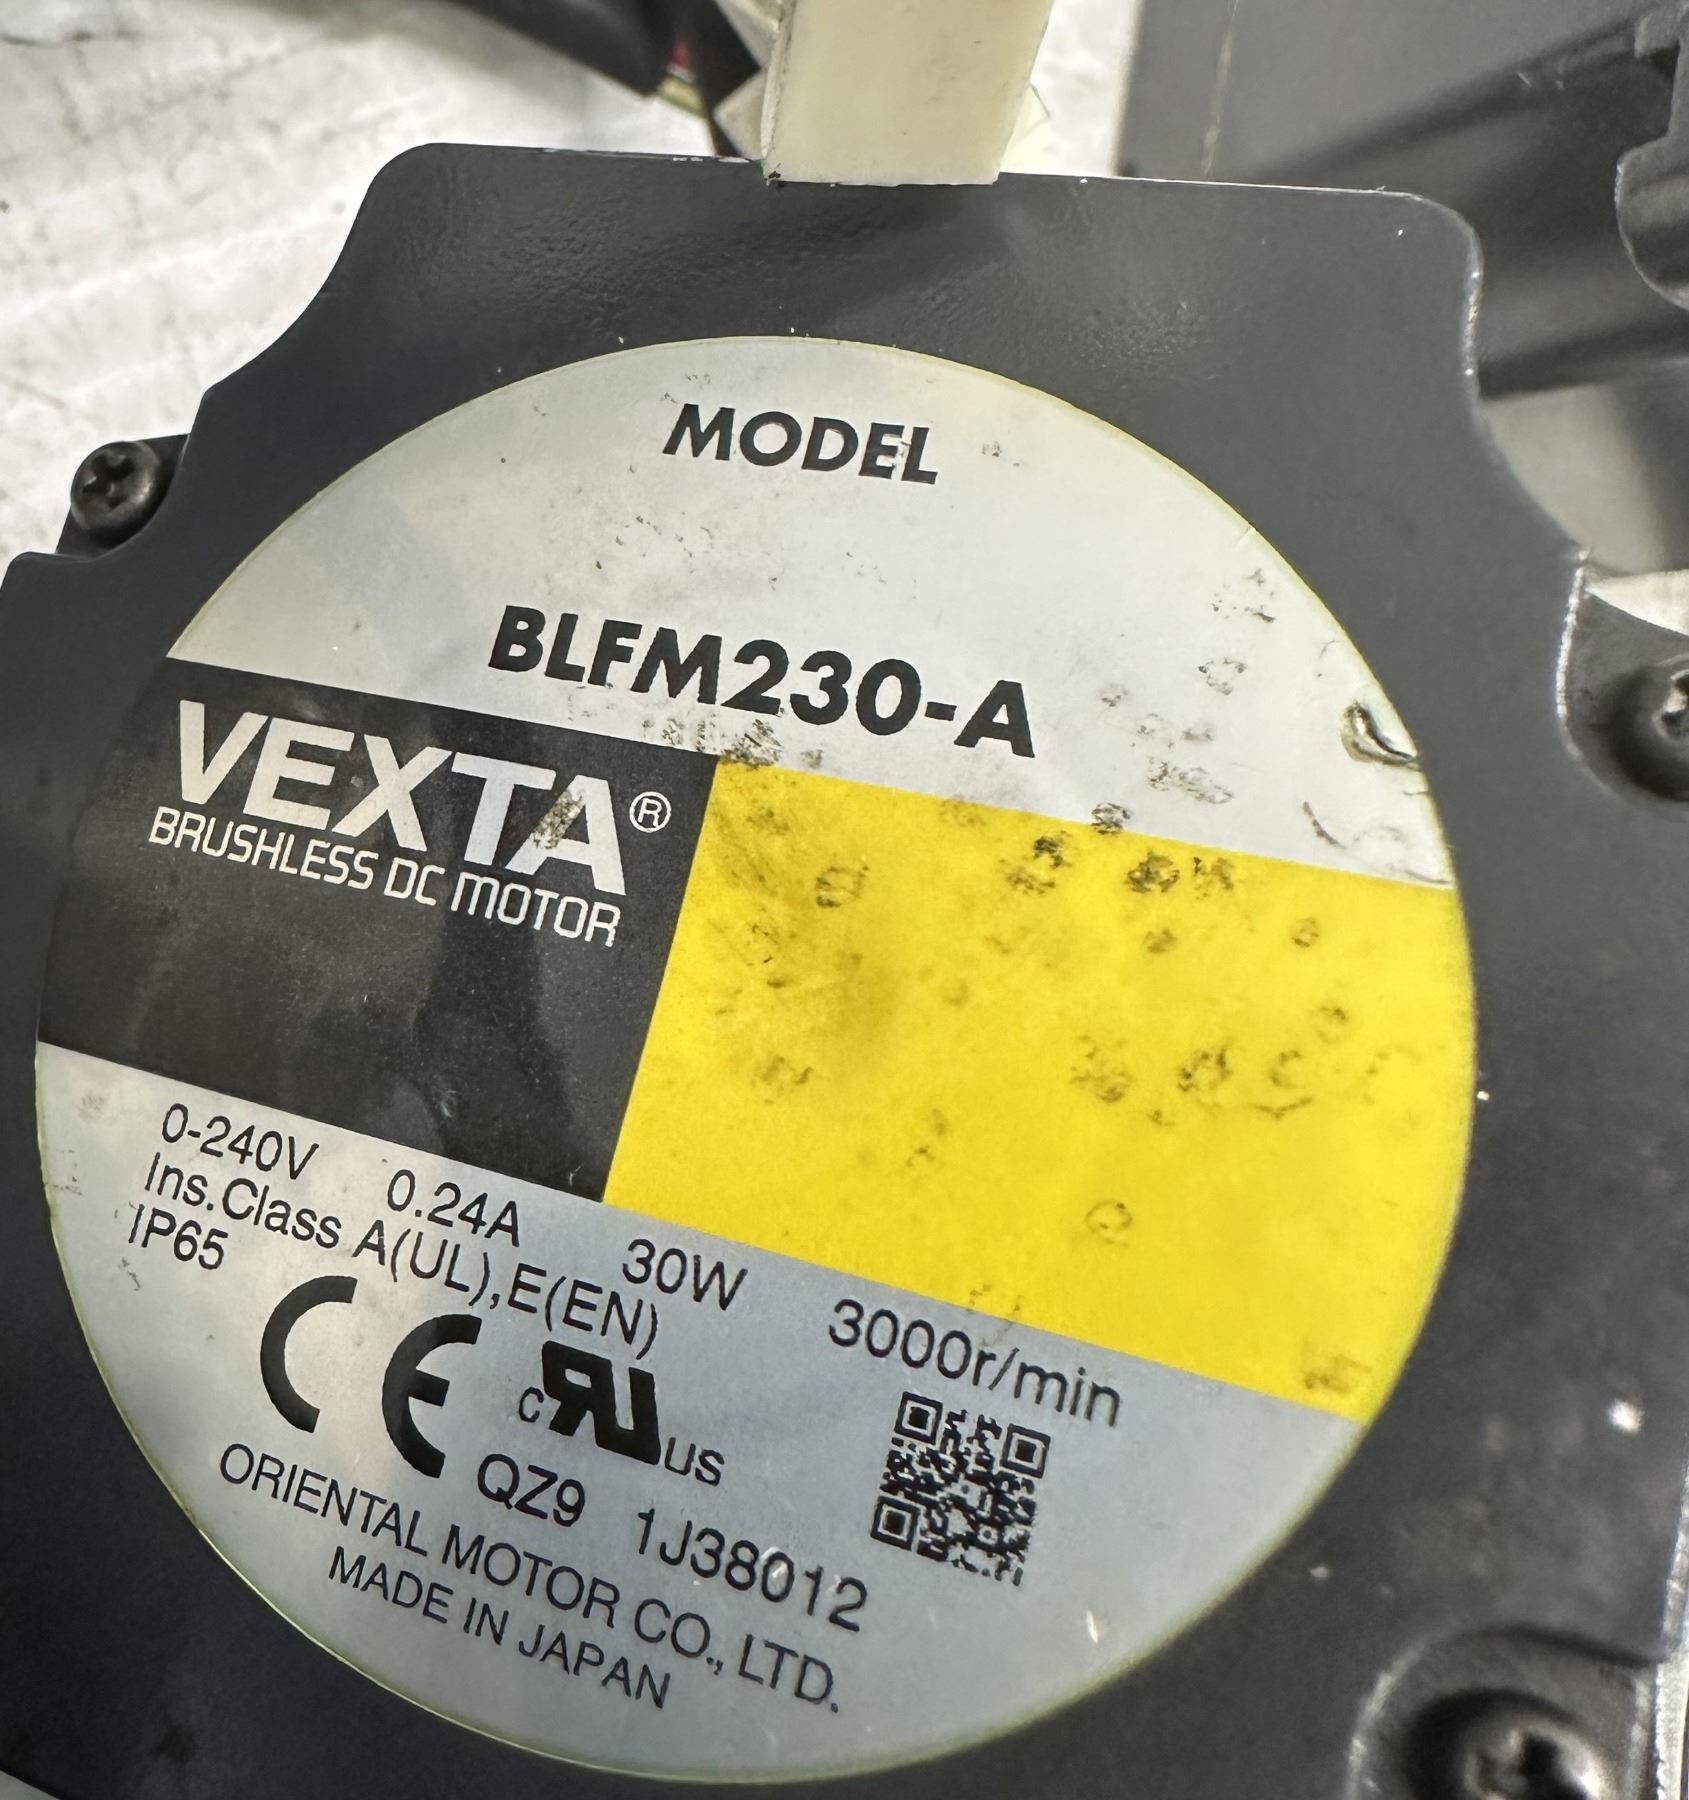 MODEL
BLFM230-A
VEXTA®
BRUSHLESS DC MOTOR
0-240V 0.24A 30W 3000r/min
Ins.Class A(UL),E(EN)
IP65
CE c RU US
QZ9 1J38012
ORIENTAL MOTOR CO., LTD.
MADE IN JAPAN